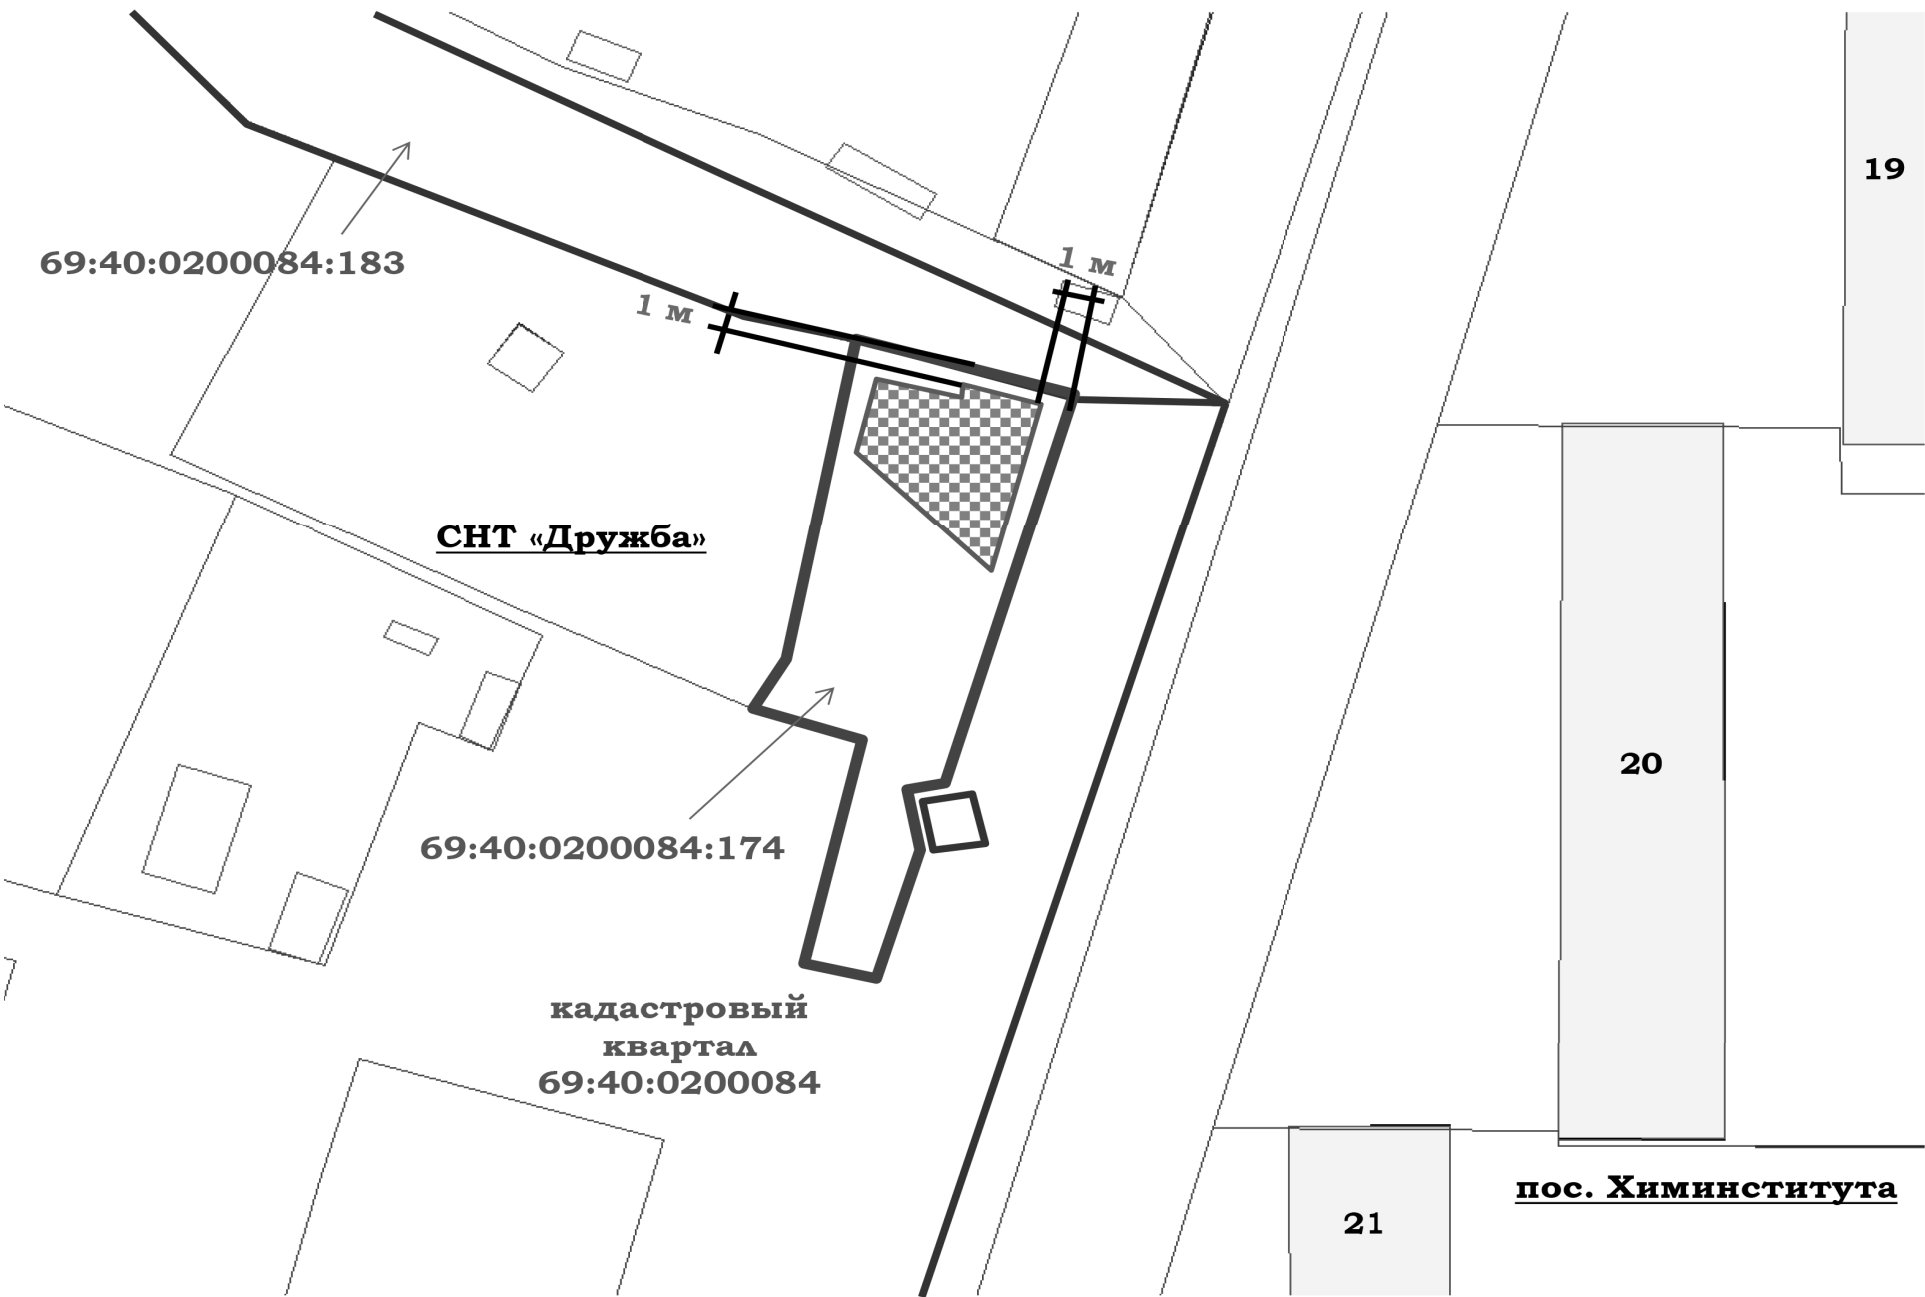 19
69:40:0200084:183
1 м
1 м
СНТ «Дружба»
20
69:40:0200084:174
кадастровый
квартал
69:40:0200084
пос. Химинститута
21